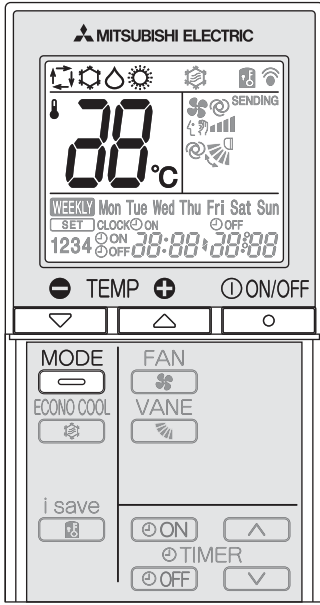 MITSUBISHI ELECTRIC
SENDING
88°C
WEEKLY Mon Tue Wed Thu Fri Sat Sun
SET CLOCK ON OFF
1234 ON OFF 88:88 88:88
TEMP ON/OFF
MODE FAN
ECONO COOL VANE
i save
ON
TIMER
OFF